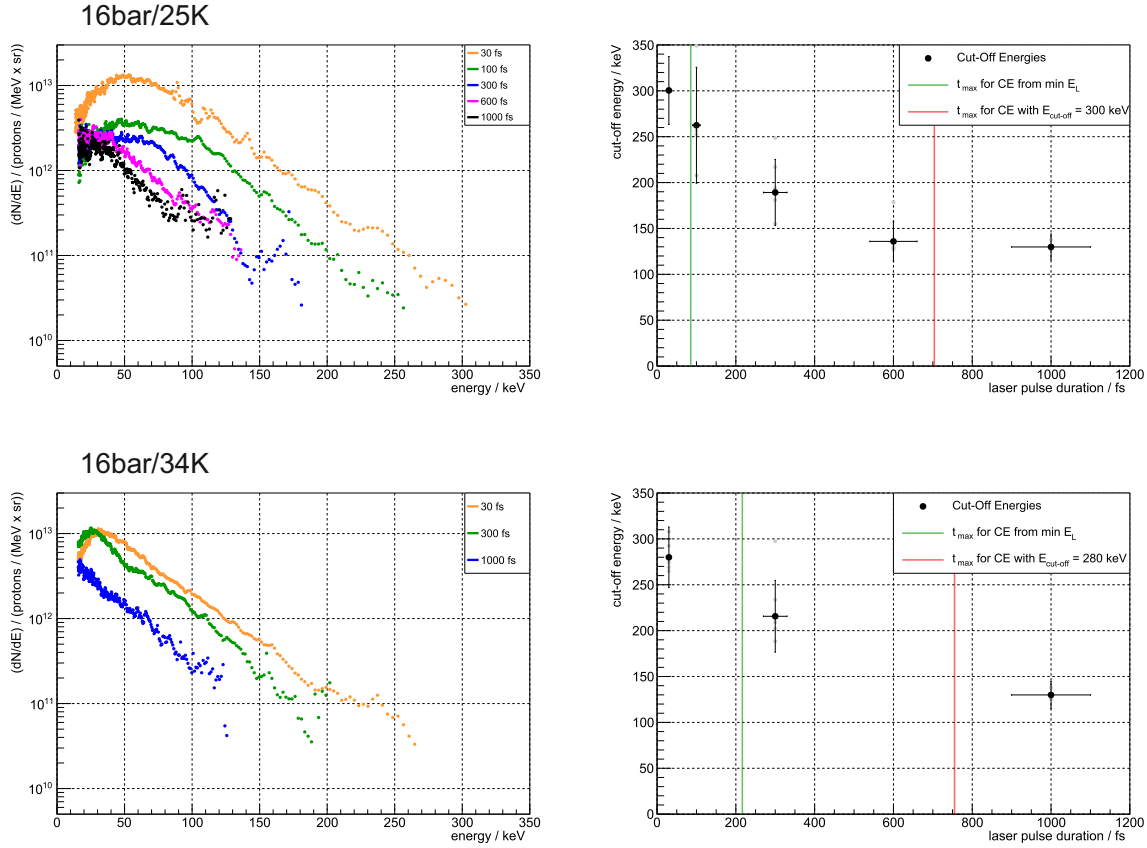 16bar/25K
(dN/dE) / (protons / (MeV x sr))
10^13
10^12
10^11
10^10
0 50 100 150 200 250 300 350
energy / keV
30 fs
100 fs
300 fs
600 fs
1000 fs
cut-off energy / keV
350
300
250
200
150
100
50
0
0 200 400 600 800 1000 1200
laser pulse duration / fs
Cut-Off Energies
t_max for CE from min E_L
t_max for CE with E_cut-off = 300 keV
16bar/34K
(dN/dE) / (protons / (MeV x sr))
10^13
10^12
10^11
10^10
0 50 100 150 200 250 300 350
energy / keV
30 fs
300 fs
1000 fs
cut-off energy / keV
350
300
250
200
150
100
50
0
0 200 400 600 800 1000 1200
laser pulse duration / fs
Cut-Off Energies
t_max for CE from min E_L
t_max for CE with E_cut-off = 280 keV